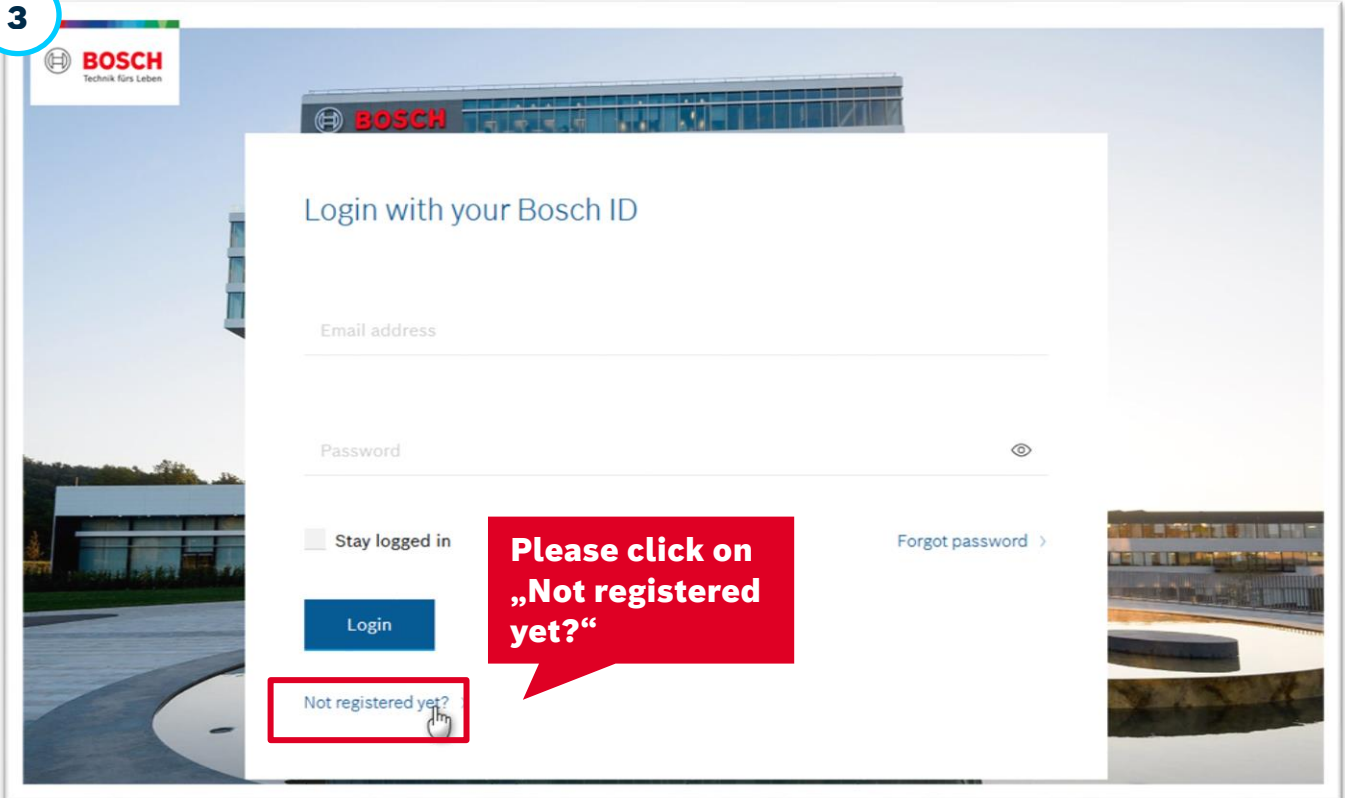 3
BOSCH
Technik fürs Leben
BOSCH
Login with your Bosch ID
Email address
Password
Stay logged in
Forgot password
Please click on
„Not registered
yet?“
Login
Not registered yet?